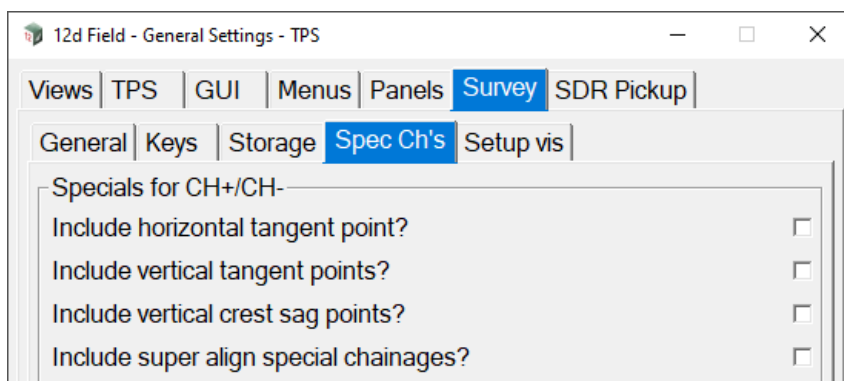 12d Field - General Settings - TPS
Views TPS GUI Menus Panels Survey SDR Pickup
General Keys Storage Spec Ch's Setup vis
Specials for CH+/CH-
Include horizontal tangent point?
Include vertical tangent points?
Include vertical crest sag points?
Include super align special chainages?